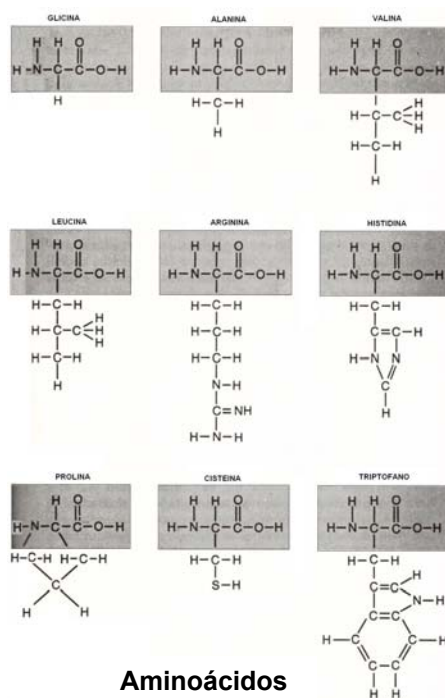 GLICINA
ALANINA
VALINA
LEUCINA
ARGININA
HISTIDINA
PROLINA
CISTEINA
TRIPTOFANO
Aminoácidos